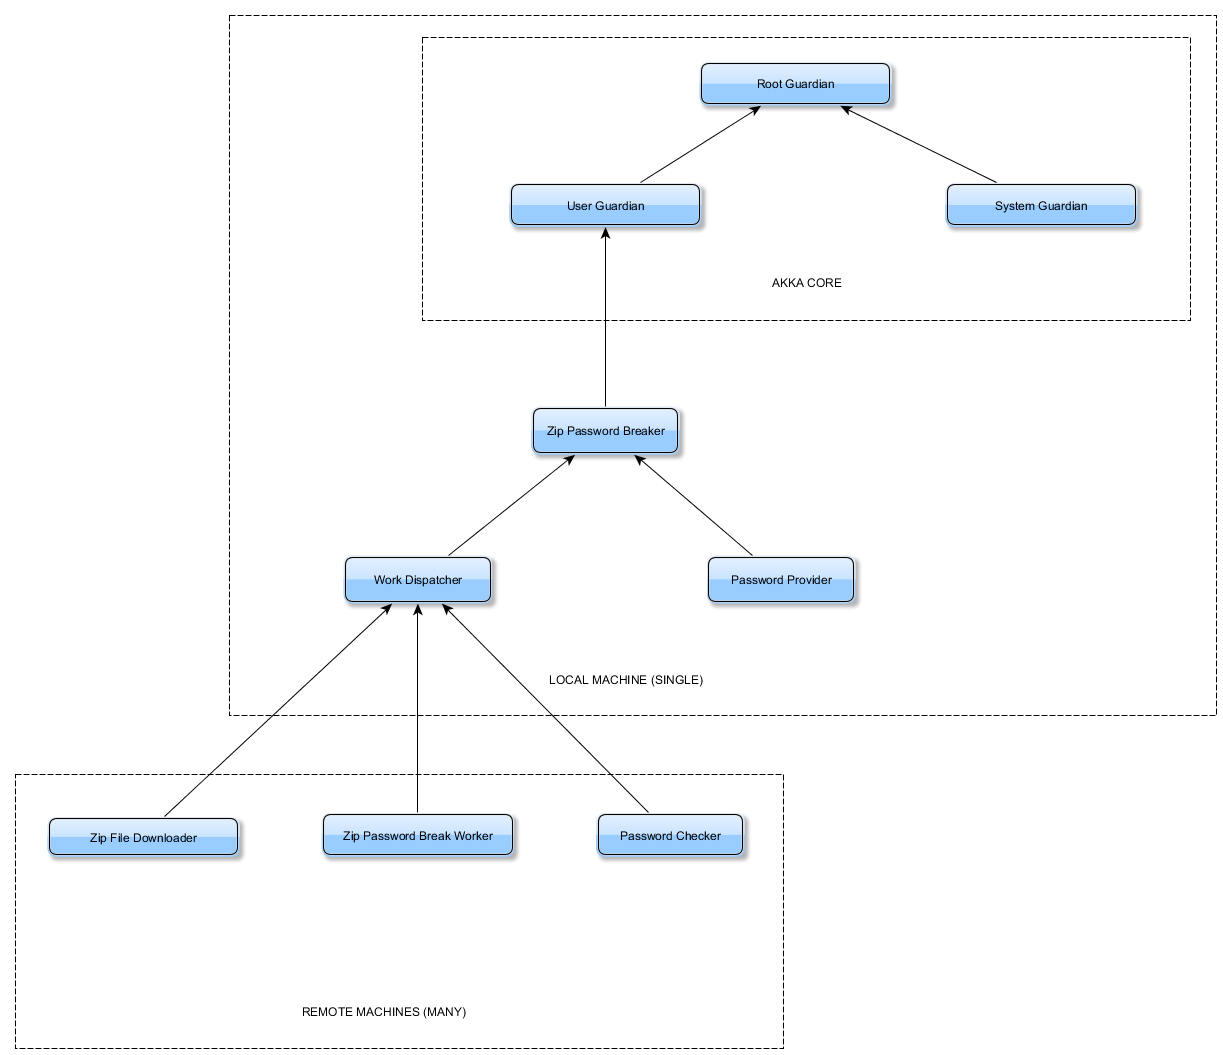 Root Guardian
User Guardian
System Guardian
AKKA CORE
Zip Password Breaker
Work Dispatcher
Password Provider
LOCAL MACHINE (SINGLE)
Zip File Downloader
Zip Password Break Worker
Password Checker
REMOTE MACHINES (MANY)